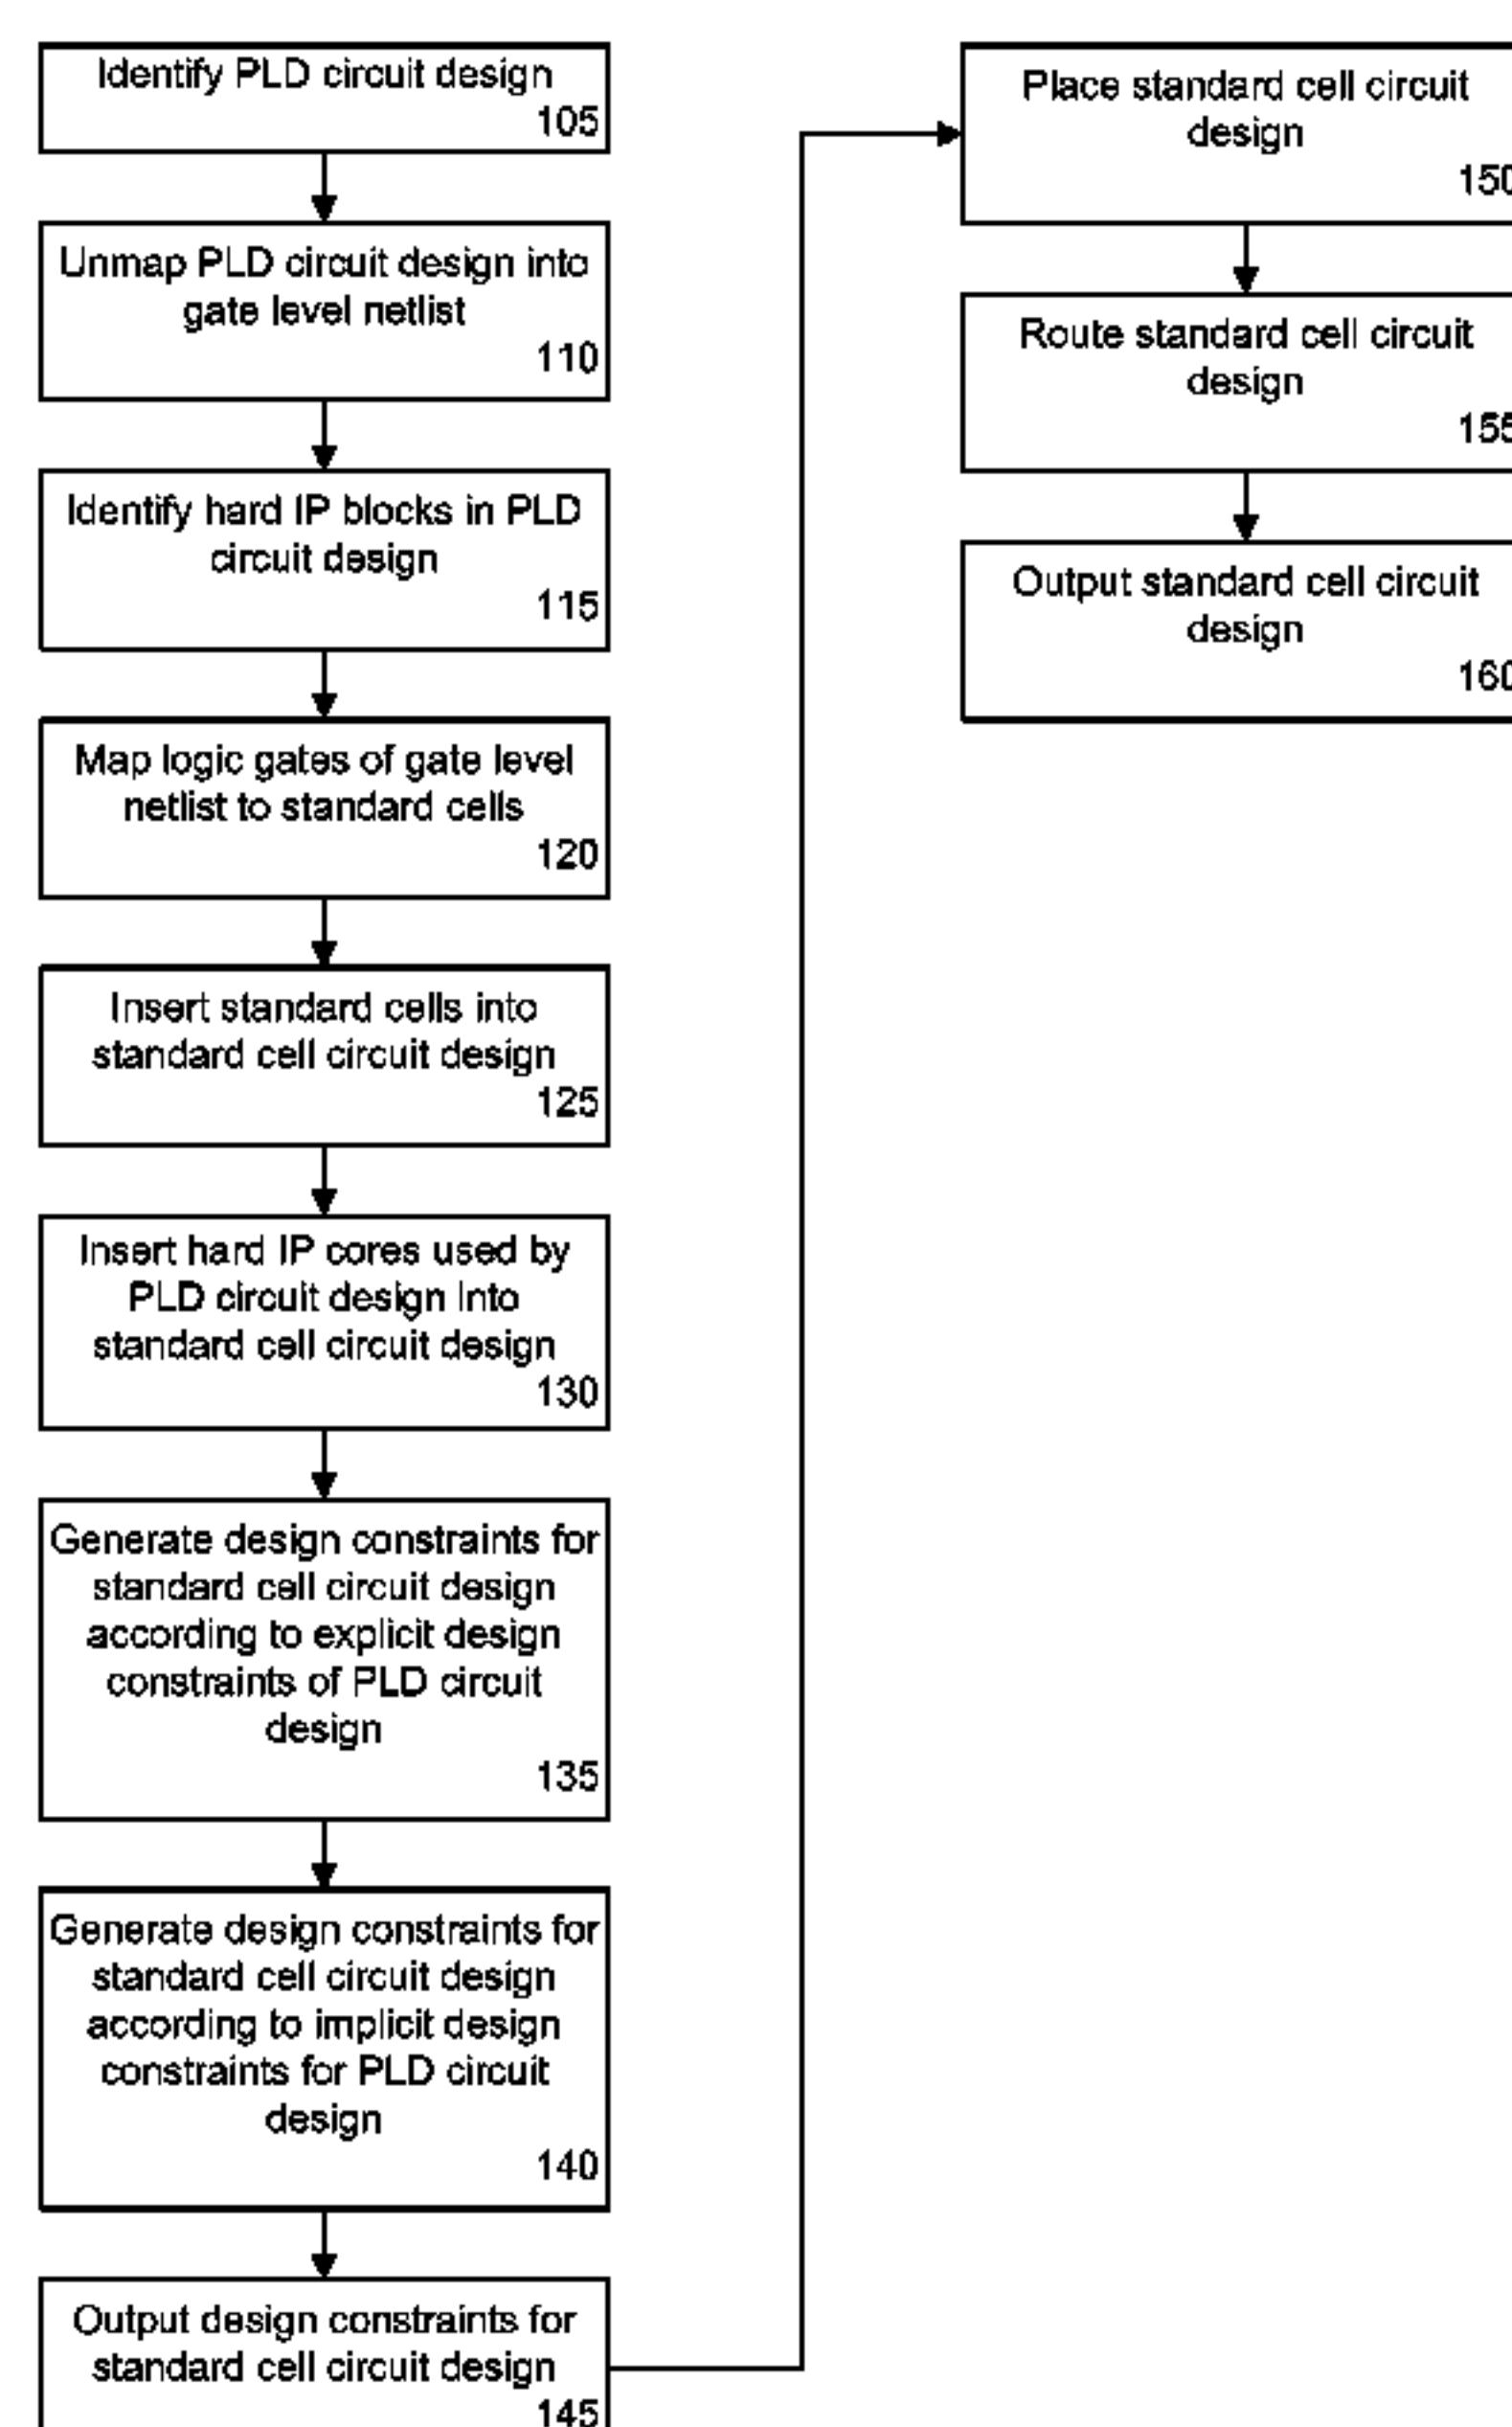 Identify PLD circuit design
105
Unmap PLD circuit design into
gate level netlist
110
Identify hard IP blocks in PLD
circuit design
115
Map logic gates of gate level
netlist to standard cells
120
Insert standard cells into
standard cell circuit design
125
Insert hard IP cores used by
PLD circuit design into
standard cell circuit design
130
Generate design constraints for
standard cell circuit design
according to explicit design
constraints of PLD circuit
design
135
Generate design constraints for
standard cell circuit design
according to implicit design
constraints for PLD circuit
design
140
Output design constraints for
standard cell circuit design
145
Place standard cell circuit
design
150
Route standard cell circuit
design
155
Output standard cell circuit
design
160